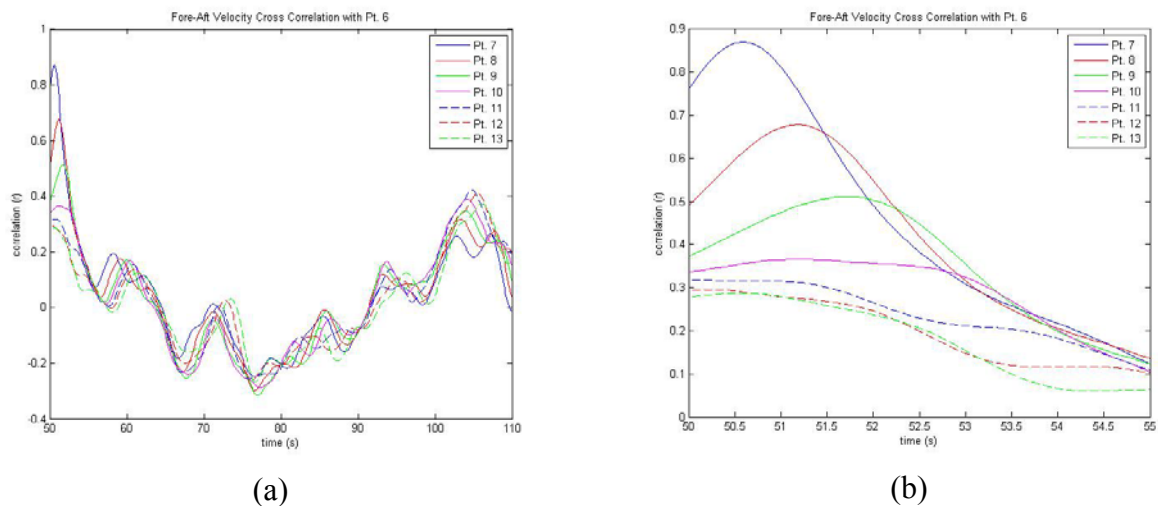 Fore-Aft Velocity Cross Correlation with Pt. 6
1
0.8
0.6
0.4
0.2
0
-0.2
-0.4
correlation (r)
50 60 70 80 90 100 110
time (s)
Pt. 7
Pt. 8
Pt. 9
Pt. 10
Pt. 11
Pt. 12
Pt. 13
(a)
Fore-Aft Velocity Cross Correlation with Pt. 6
0.9
0.8
0.7
0.6
0.5
0.4
0.3
0.2
0.1
0
correlation (r)
50 50.5 51 51.5 52 52.5 53 53.5 54 54.5 55
time (s)
Pt. 7
Pt. 8
Pt. 9
Pt. 10
Pt. 11
Pt. 12
Pt. 13
(b)